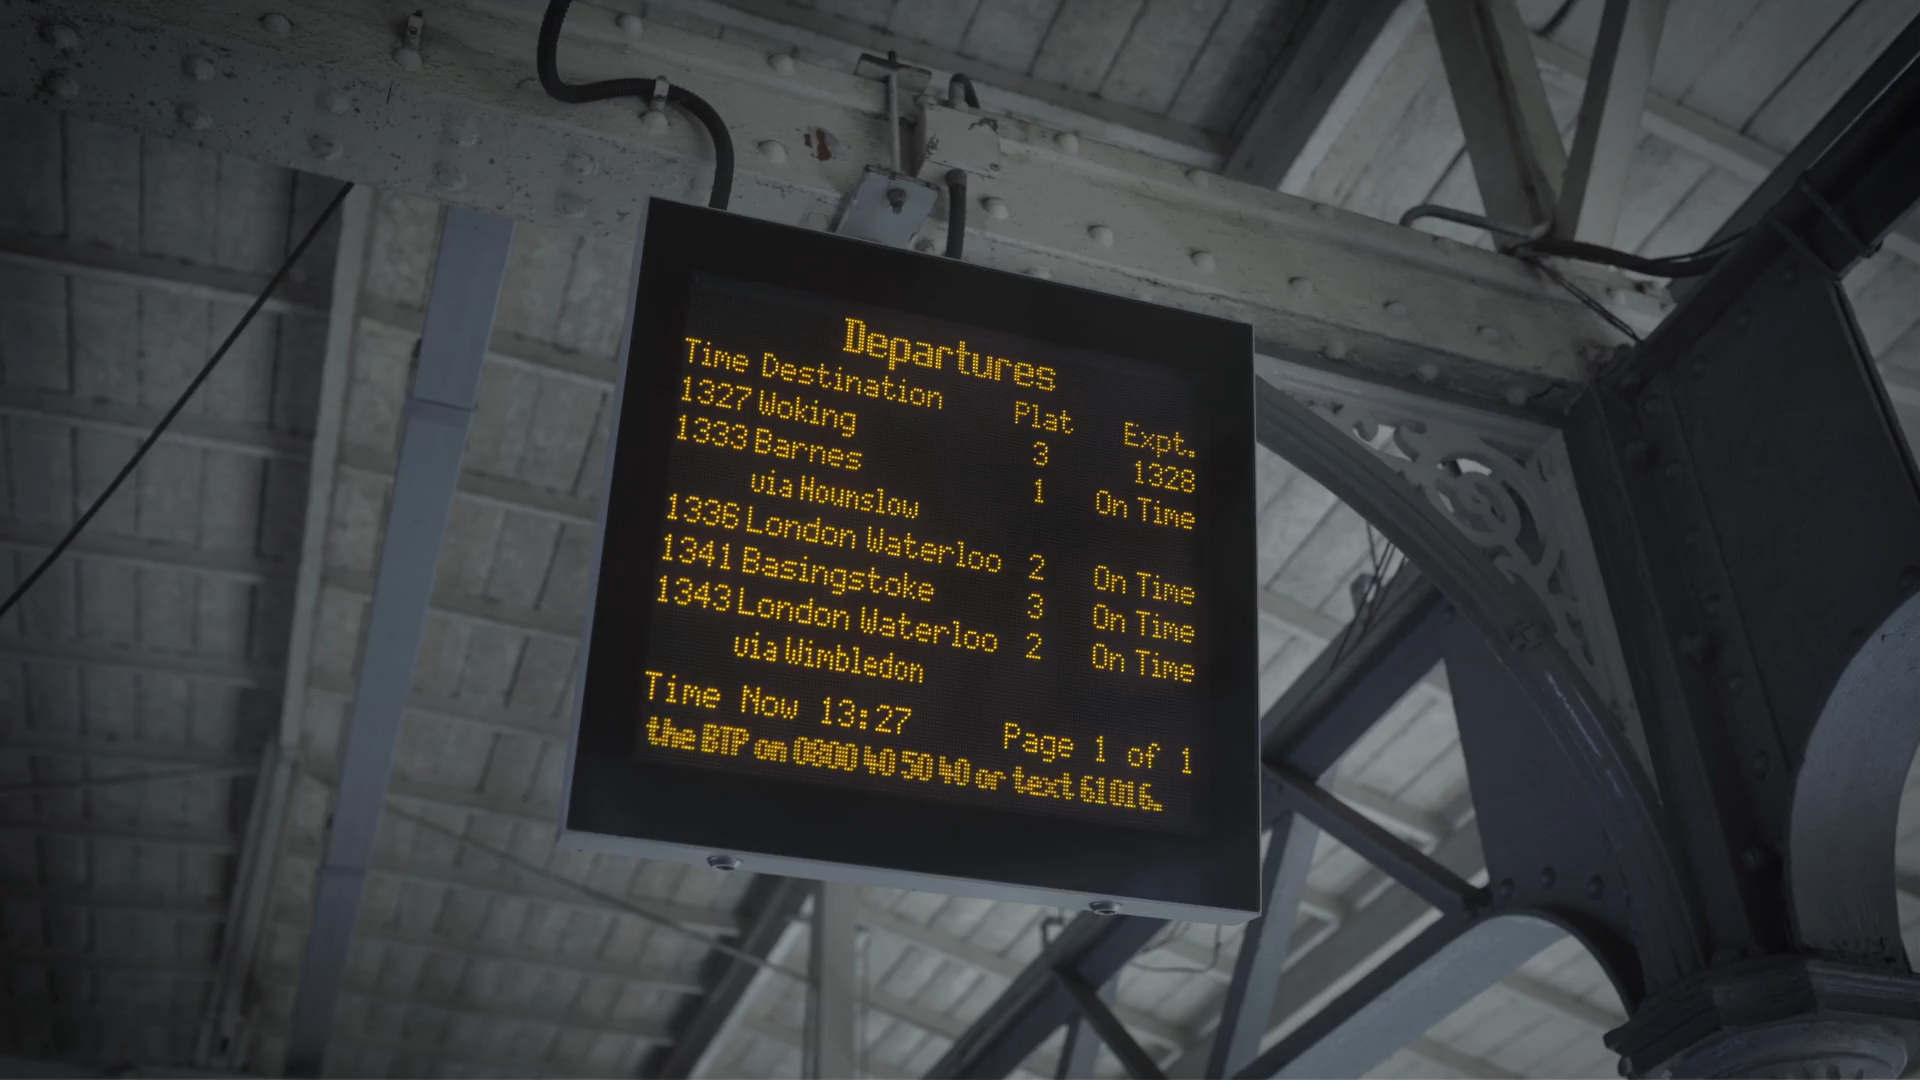 Departures
Time Destination Plat Expt.
1327 Woking 3 1328
1333 Barnes 1 On Time
via Hounslow
1336 London Waterloo 2 On Time
1341 Basingstoke 3 On Time
1343 London Waterloo 2 On Time
via Wimbledon
Time Now 13:27 Page 1 of 1
the BTP on 0800 40 50 40 or text 61016.